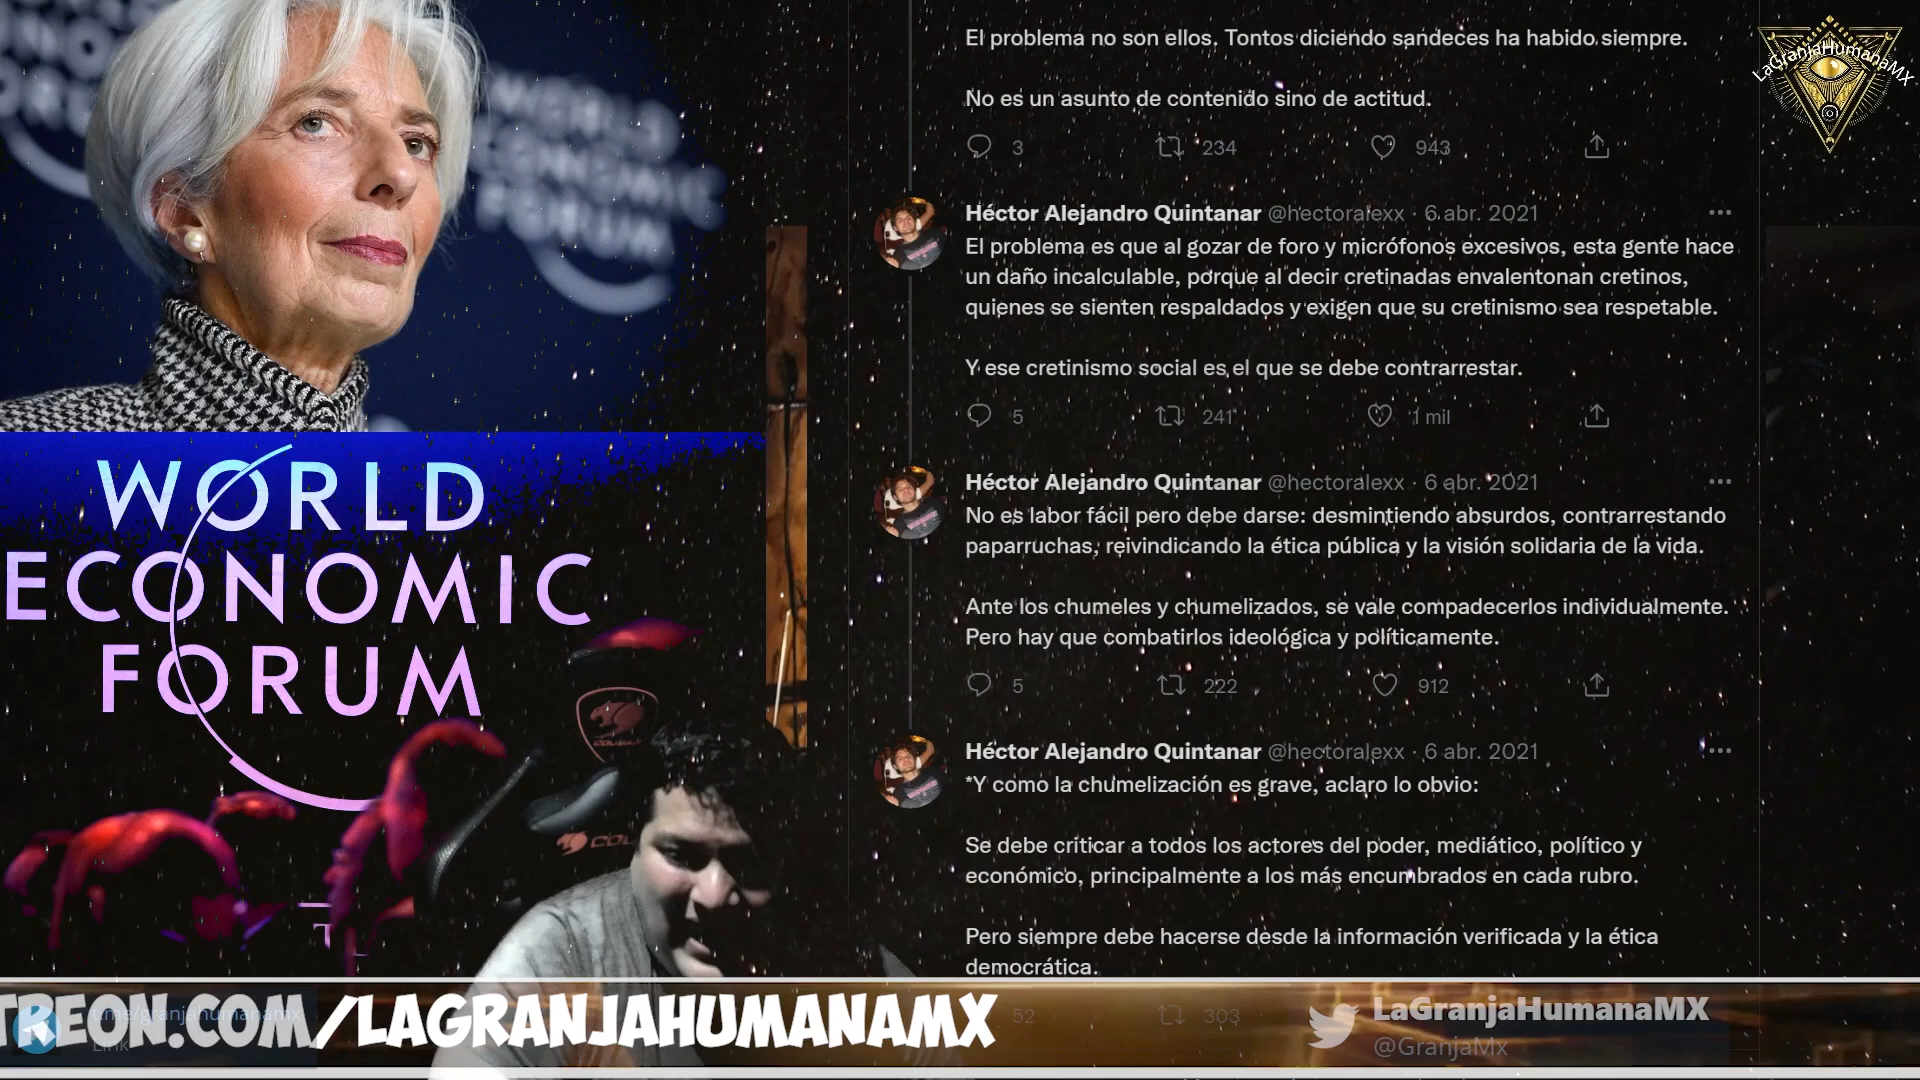 WORLD
ECONOMIC
FORUM
WORLD
ECONOMIC
FORUM
COUGAR
El problema no son ellos. Tontos diciendo sandeces ha habido siempre.
No es un asunto de contenido sino de actitud.
3 234 943
Héctor Alejandro Quintanar @hectoralexx · 6 abr. 2021
El problema es que al gozar de foro y micrófonos excesivos, esta gente hace
un daño incalculable, porque al decir cretinadas envalentonan cretinos,
quienes se sienten respaldados y exigen que su cretinismo sea respetable.
Y ese cretinismo social es el que se debe contrarrestar.
5 241 1 mil
Héctor Alejandro Quintanar @hectoralexx · 6 abr. 2021
No es labor fácil pero debe darse: desmintiendo absurdos, contrarrestando
paparruchas, reivindicando la ética pública y la visión solidaria de la vida.
Ante los chumeles y chumelizados, se vale compadecerlos individualmente.
Pero hay que combatirlos ideológica y políticamente.
5 222 912
Héctor Alejandro Quintanar @hectoralexx · 6 abr. 2021
*Y como la chumelización es grave, aclaro lo obvio:
Se debe criticar a todos los actores del poder, mediático, político y
económico, principalmente a los más encumbrados en cada rubro.
Pero siempre debe hacerse desde la información verificada y la ética
democrática.
52 303
LaGranjaHumanaMX
TREON.COM/LAGRANJAHUMANAMX
t.me/granjahumanamx
Link
LaGranjaHumanaMX
@GranjaMx